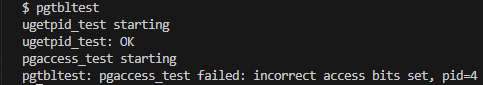 $ pgtbltest
ugetpid_test starting
ugetpid_test: OK
pgaccess_test starting
pgtbltest: pgaccess_test failed: incorrect access bits set, pid=4